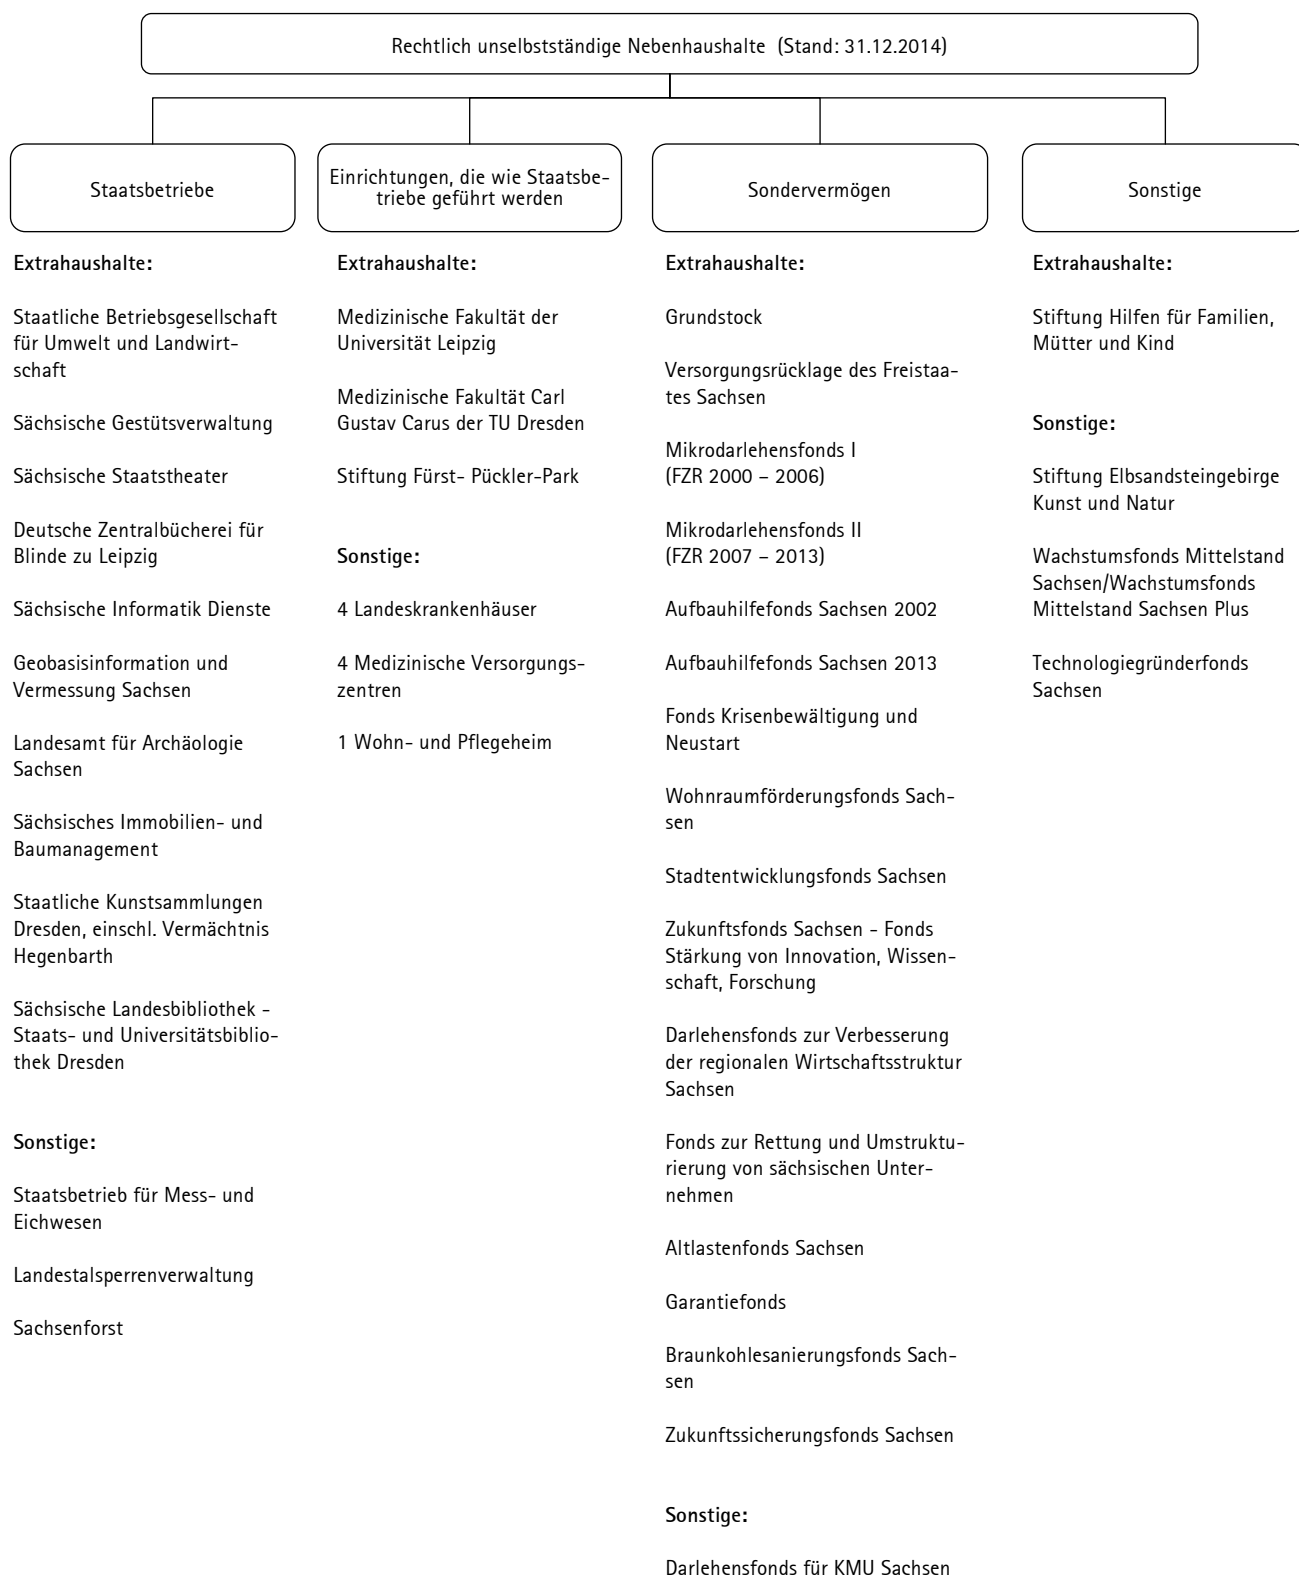 Rechtlich unselbstständige Nebenhaushalte (Stand: 31.12.2014)
Staatsbetriebe
Einrichtungen, die wie Staatsbe-
triebe geführt werden
Sondervermögen
Sonstige
Extrahaushalte:
Staatliche Betriebsgesellschaft
für Umwelt und Landwirt-
schaft
Sächsische Gestütsverwaltung
Sächsische Staatstheater
Deutsche Zentralbücherei für
Blinde zu Leipzig
Sächsische Informatik Dienste
Geobasisinformation und
Vermessung Sachsen
Landesamt für Archäologie
Sachsen
Sächsisches Immobilien- und
Baumanagement
Staatliche Kunstsammlungen
Dresden, einschl. Vermächtnis
Hegenbarth
Sächsische Landesbibliothek -
Staats- und Universitätsbiblio-
thek Dresden
Sonstige:
Staatsbetrieb für Mess- und
Eichwesen
Landestalsperrenverwaltung
Sachsenforst
Extrahaushalte:
Medizinische Fakultät der
Universität Leipzig
Medizinische Fakultät Carl
Gustav Carus der TU Dresden
Stiftung Fürst- Pückler-Park
Sonstige:
4 Landeskrankenhäuser
4 Medizinische Versorgungs-
zentren
1 Wohn- und Pflegeheim
Extrahaushalte:
Grundstock
Versorgungsrücklage des Freistaa-
tes Sachsen
Mikrodarlehensfonds I
(FZR 2000 – 2006)
Mikrodarlehensfonds II
(FZR 2007 – 2013)
Aufbauhilfefonds Sachsen 2002
Aufbauhilfefonds Sachsen 2013
Fonds Krisenbewältigung und
Neustart
Wohnraumförderungsfonds Sach-
sen
Stadtentwicklungsfonds Sachsen
Zukunftsfonds Sachsen - Fonds
Stärkung von Innovation, Wissen-
schaft, Forschung
Darlehensfonds zur Verbesserung
der regionalen Wirtschaftsstruktur
Sachsen
Fonds zur Rettung und Umstruktu-
rierung von sächsischen Unter-
nehmen
Altlastenfonds Sachsen
Garantiefonds
Braunkohlesanierungsfonds Sach-
sen
Zukunftssicherungsfonds Sachsen
Sonstige:
Darlehensfonds für KMU Sachsen
Extrahaushalte:
Stiftung Hilfen für Familien,
Mütter und Kind
Sonstige:
Stiftung Elbsandsteingebirge
Kunst und Natur
Wachstumsfonds Mittelstand
Sachsen/Wachstumsfonds
Mittelstand Sachsen Plus
Technologiegründerfonds
Sachsen